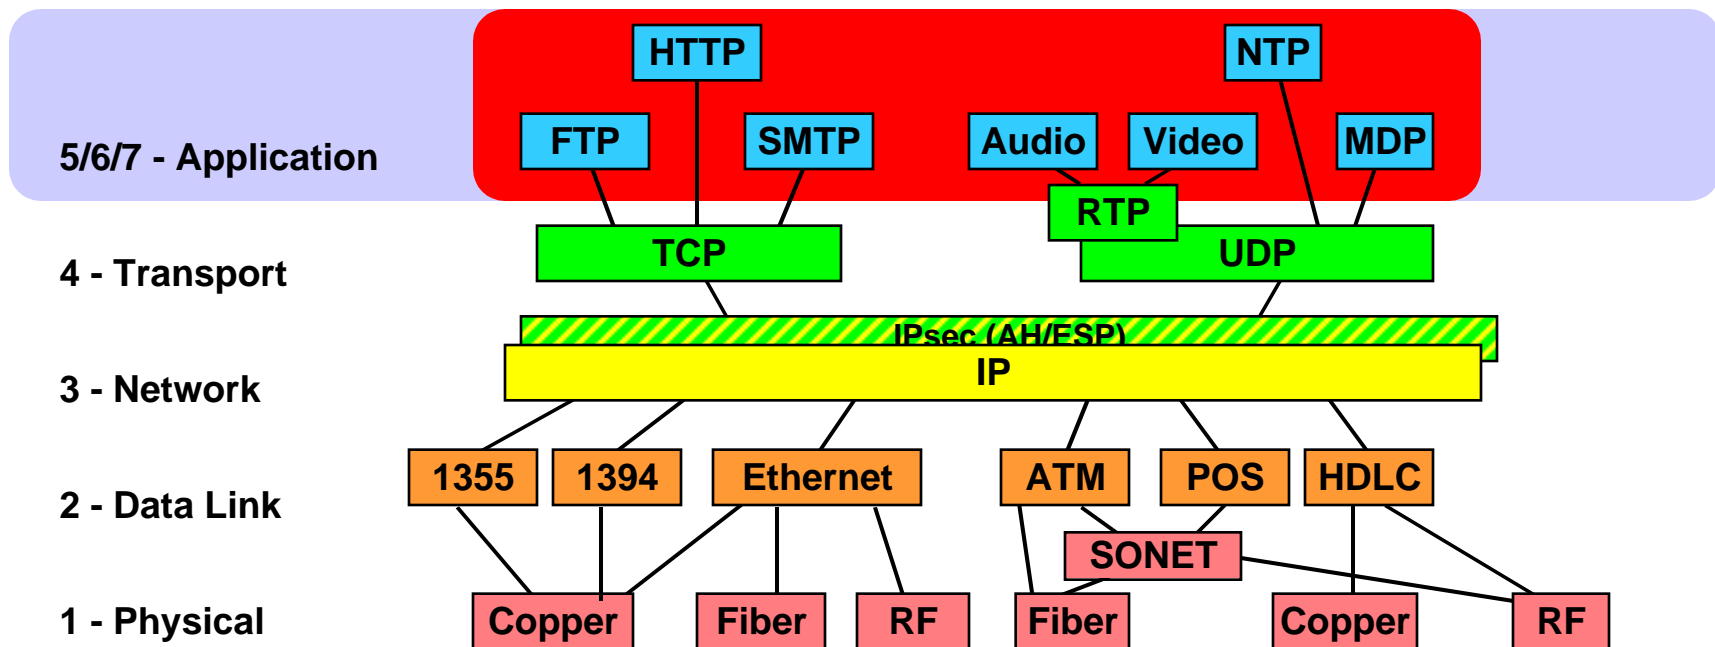 HTTP
NTP
FTP
SMTP
Audio
Video
MDP
5/6/7 - Application
RTP
TCP
UDP
4 - Transport
IPsec (AH/ESP)
IP
3 - Network
1355
1394
Ethernet
ATM
POS
HDLC
2 - Data Link
SONET
1 - Physical
Copper
Fiber
RF
Fiber
Copper
RF